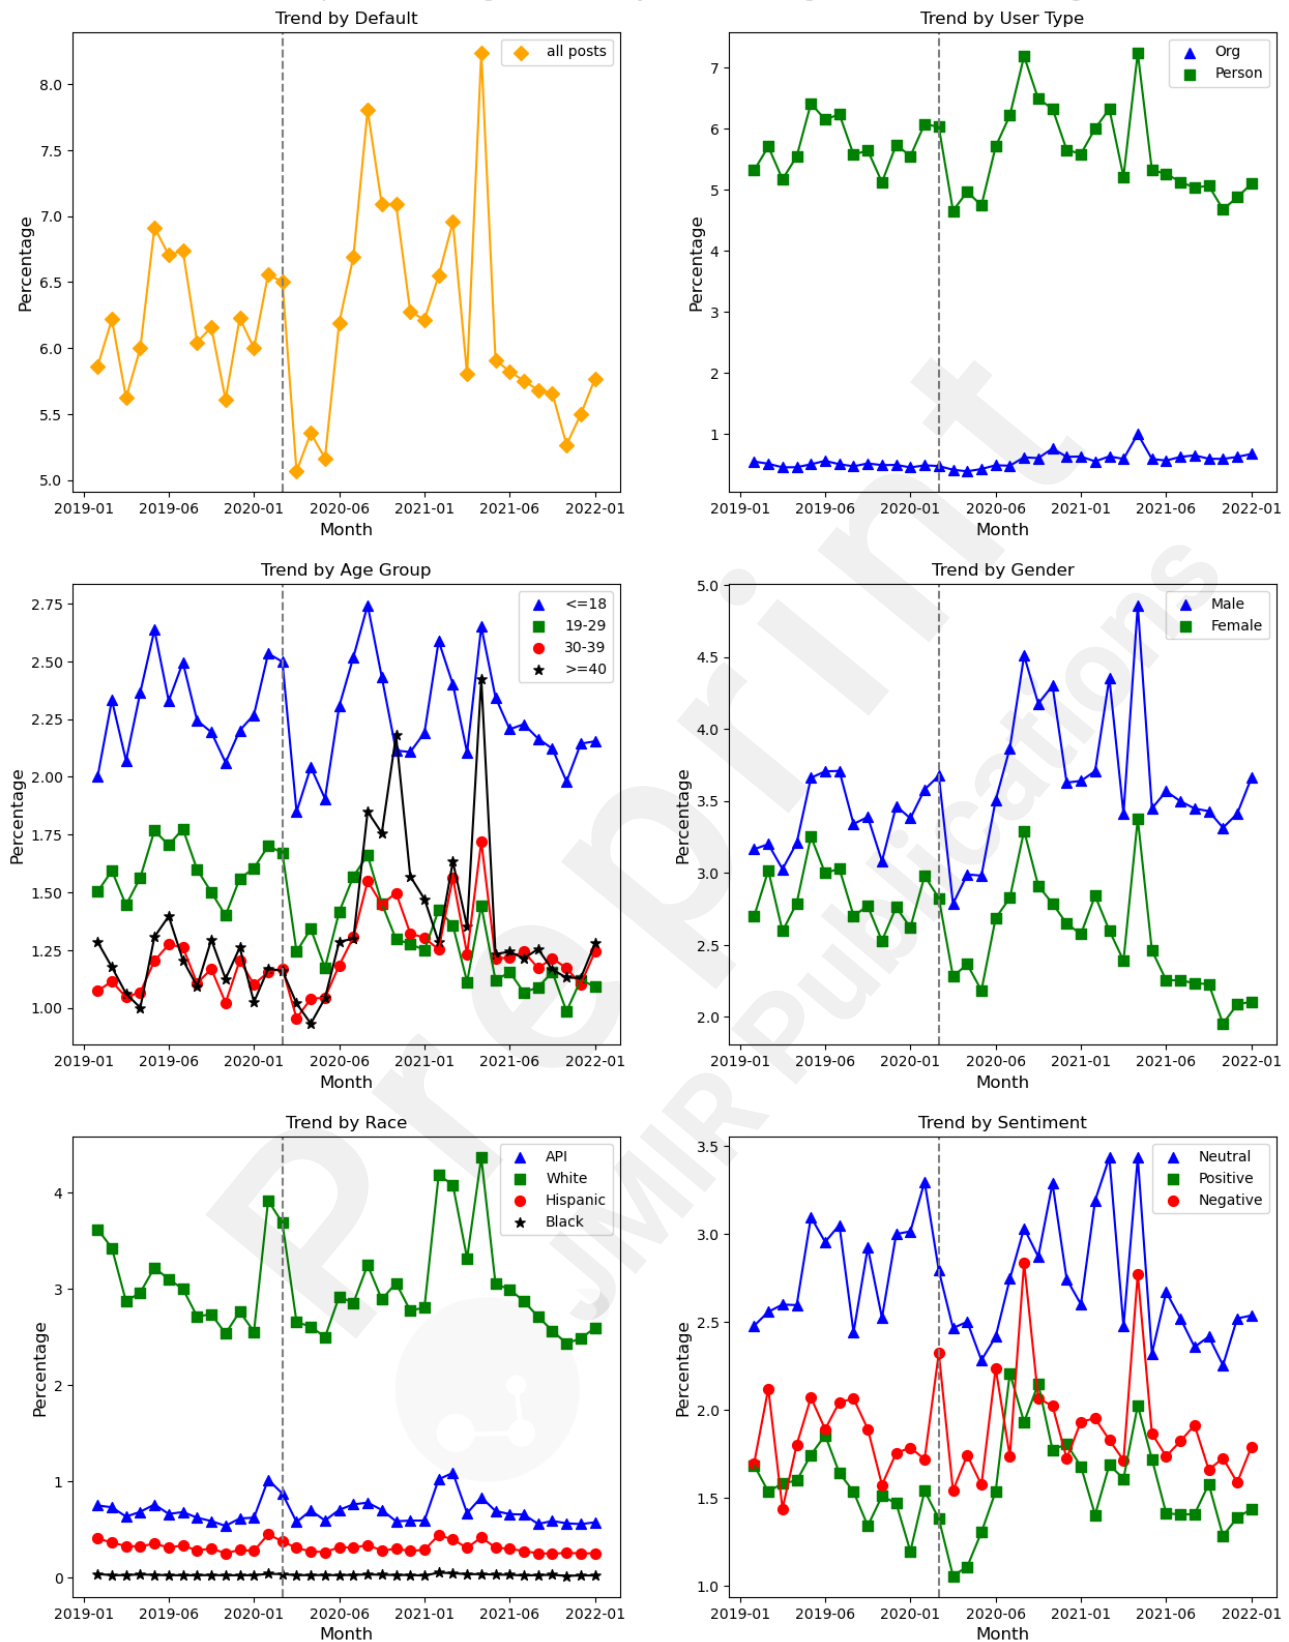 Trend by Default
all posts
8.0
7.5
7.0
6.5
6.0
5.5
5.0
Percentage
2019-01 2019-06 2020-01 2020-06 2021-01 2021-06 2022-01
Month
Trend by User Type
Org
Person
7
6
5
4
3
2
1
Percentage
2019-01 2019-06 2020-01 2020-06 2021-01 2021-06 2022-01
Month
Trend by Age Group
<=18
19-29
30-39
>=40
2.75
2.50
2.25
2.00
1.75
1.50
1.25
1.00
Percentage
2019-01 2019-06 2020-01 2020-06 2021-01 2021-06 2022-01
Month
Trend by Gender
Male
Female
5.0
4.5
4.0
3.5
3.0
2.5
2.0
Percentage
2019-01 2019-06 2020-01 2020-06 2021-01 2021-06 2022-01
Month
Trend by Race
API
White
Hispanic
Black
4
3
2
1
0
Percentage
2019-01 2019-06 2020-01 2020-06 2021-01 2021-06 2022-01
Month
Trend by Sentiment
Neutral
Positive
Negative
3.5
3.0
2.5
2.0
1.5
1.0
Percentage
2019-01 2019-06 2020-01 2020-06 2021-01 2021-06 2022-01
Month
Preprint
JMIR Publications